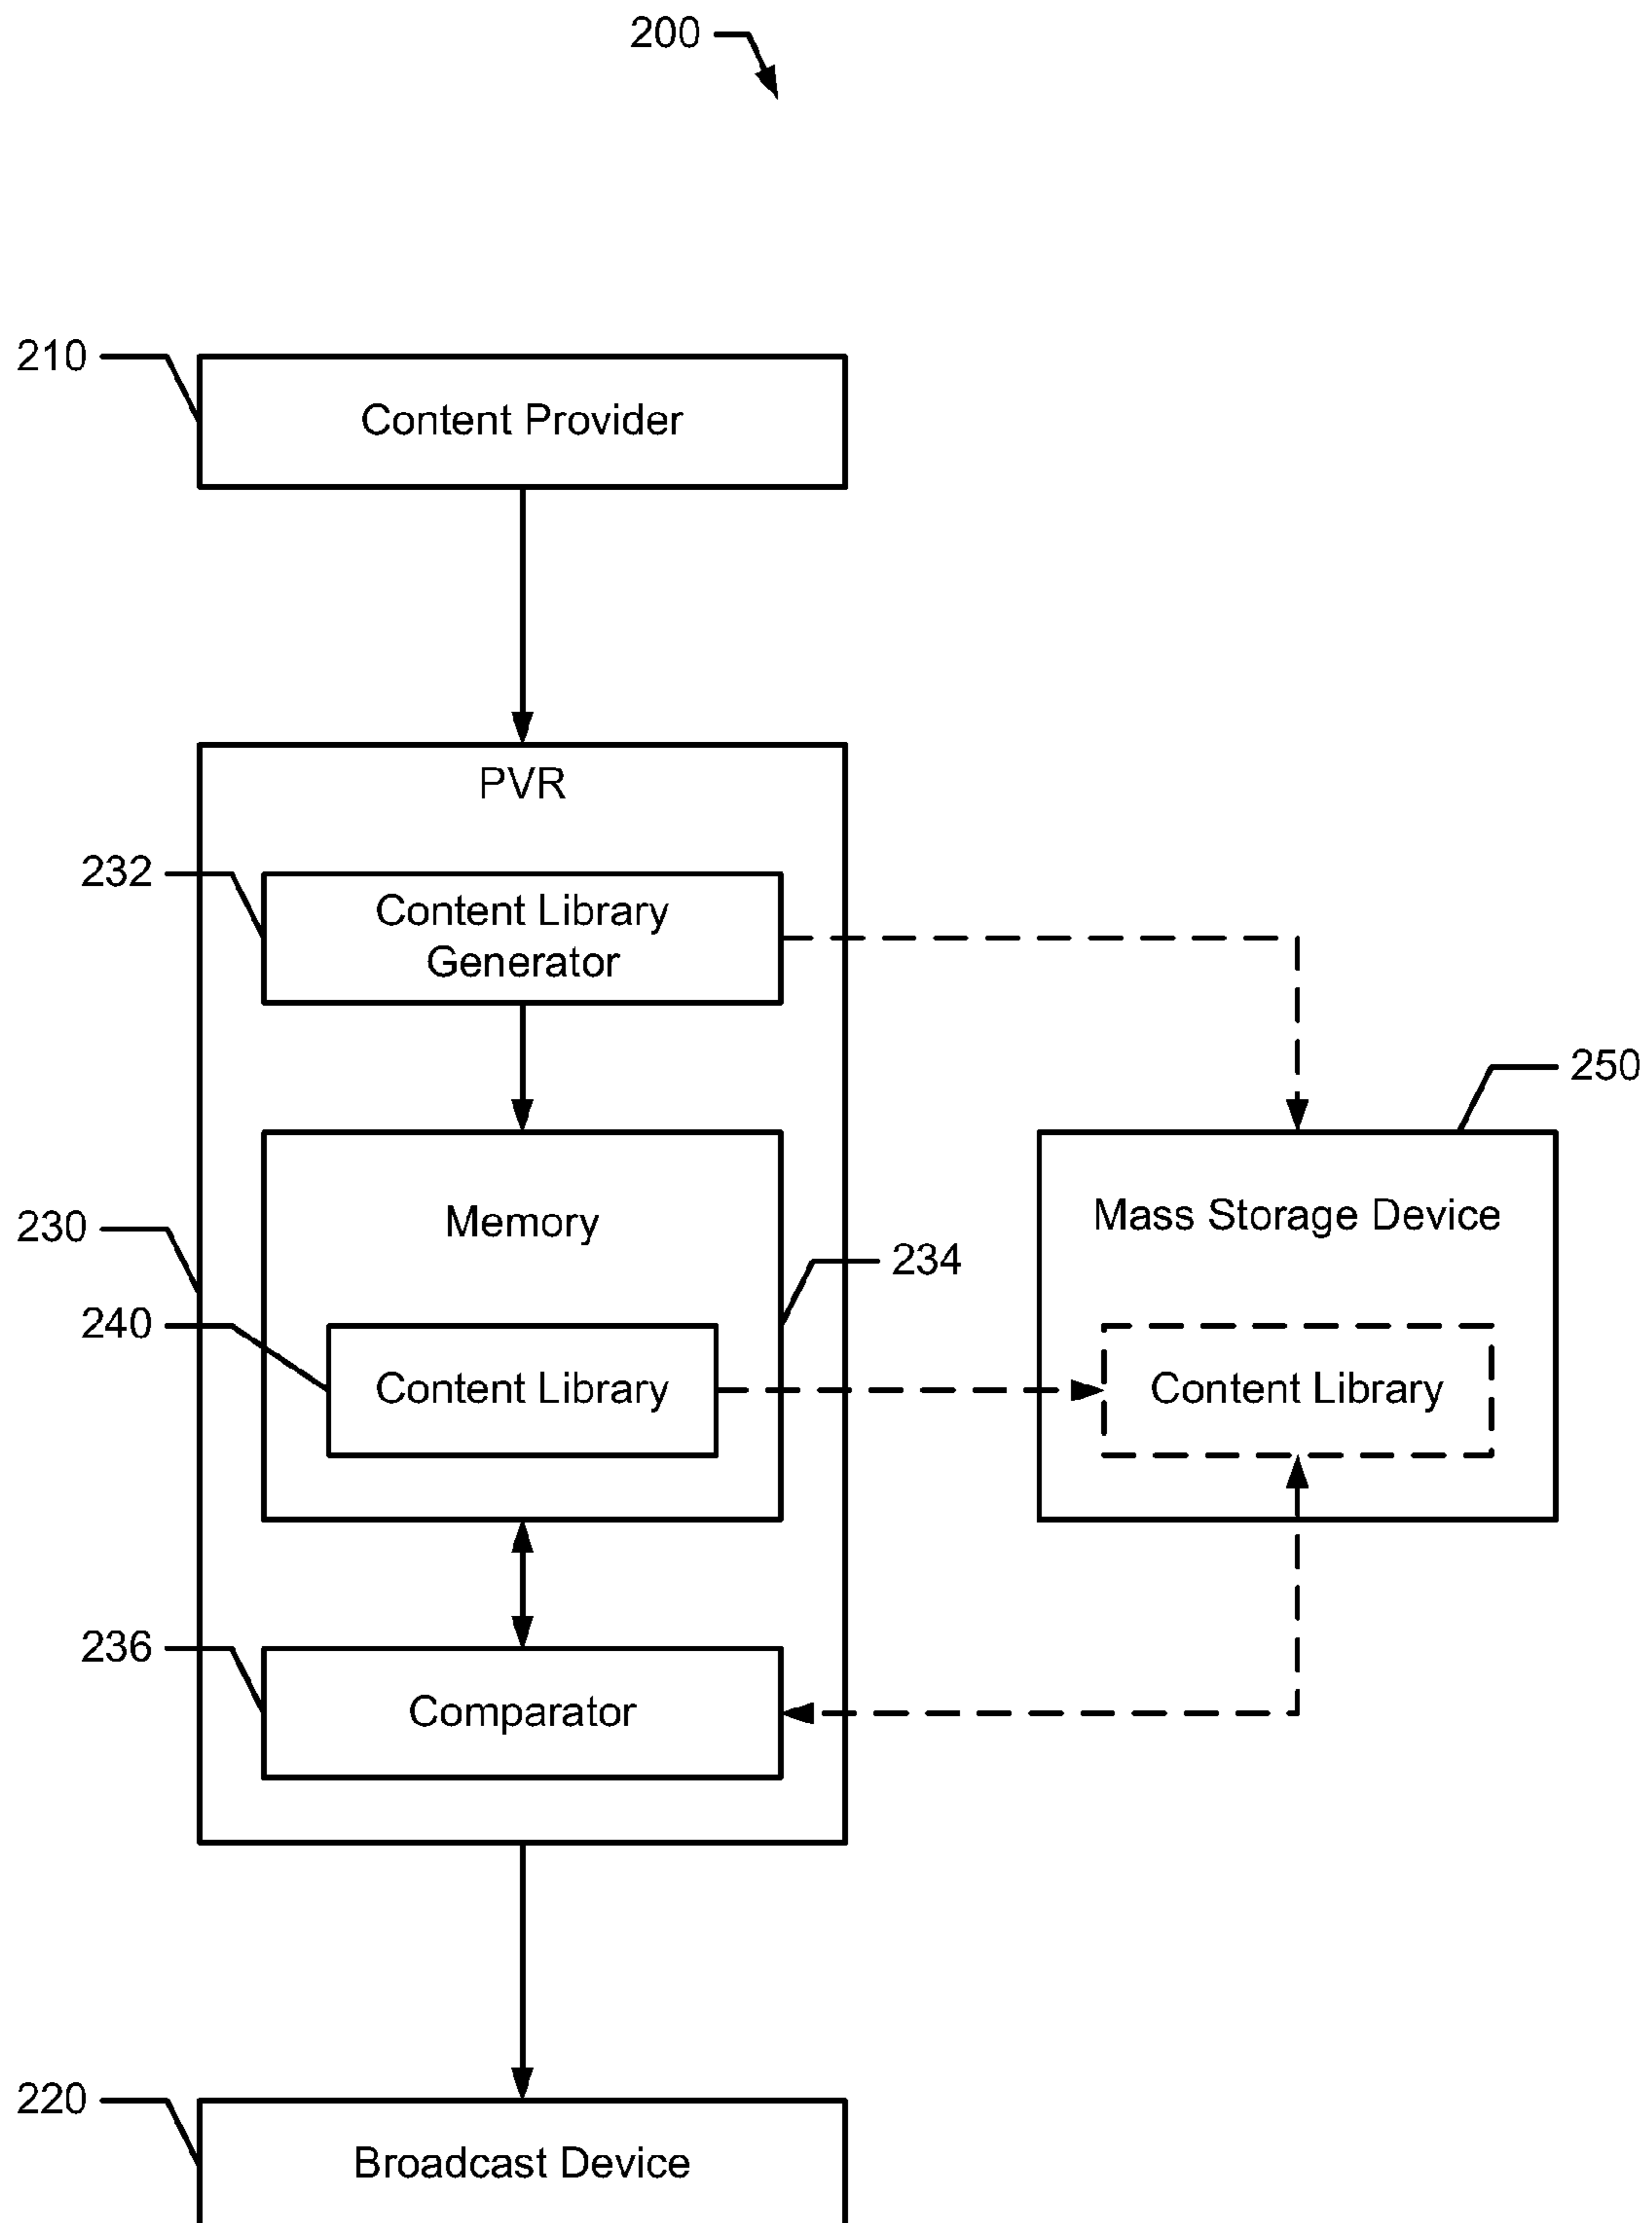 200
210
Content Provider
PVR
232
Content Library
Generator
250
Memory
Mass Storage Device
230
234
240
Content Library
Content Library
236
Comparator
220
Broadcast Device